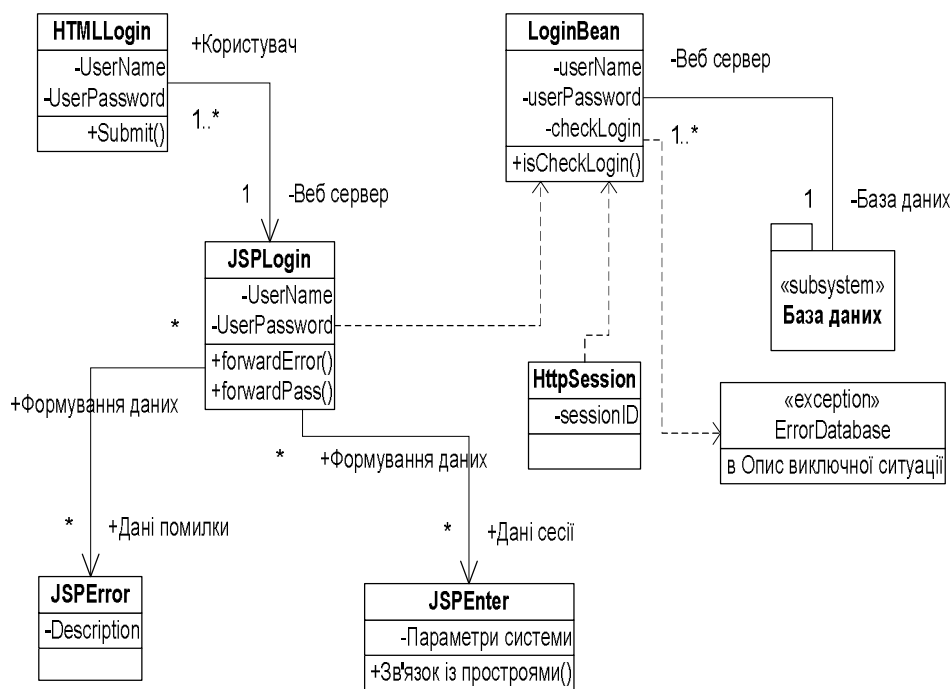 HTMLLogin
-UserName
-UserPassword
+Submit()
+Користувач
1..*
1
-Веб сервер
LoginBean
-userName
-userPassword
-checkLogin
+isCheckLogin()
-Веб сервер
1..*
1
-База даних
«subsystem»
База даних
JSPLogin
-UserName
-UserPassword
+forwardError()
+forwardPass()
*
+Формування даних
*
+Формування даних
HttpSession
-sessionID
«exception»
ErrorDatabase
в Опис виключної ситуації
*
+Дані помилки
*
+Дані сесії
JSPError
-Description
JSPEnter
-Параметри системи
+Зв'язок із простроями()